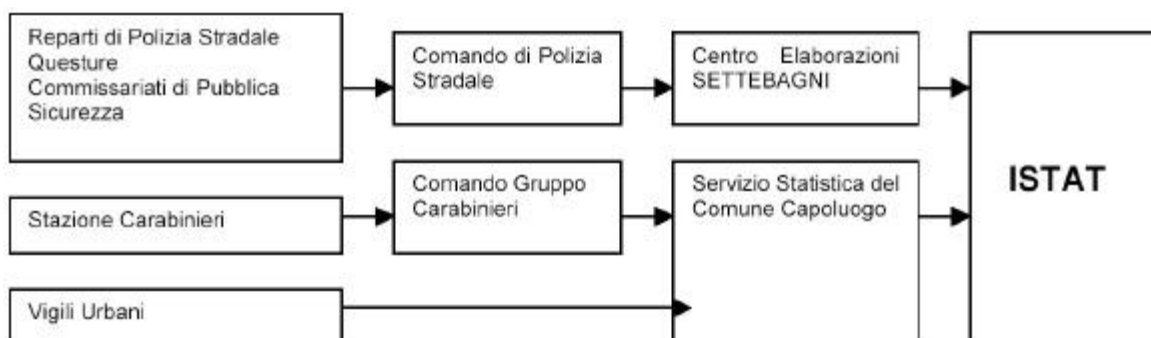 Reparti di Polizia Stradale
Questure
Commissariati di Pubblica
Sicurezza
Comando di Polizia
Stradale
Centro Elaborazioni
SETTEBAGNI
ISTAT
Stazione Carabinieri
Comando Gruppo
Carabinieri
Servizio Statistica del
Comune Capoluogo
Vigili Urbani